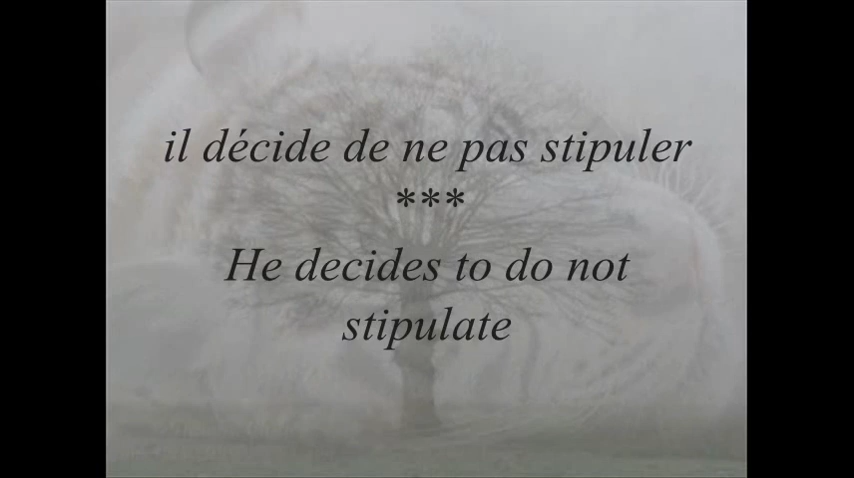 il décide de ne pas stipuler
***
He decides to do not
stipulate